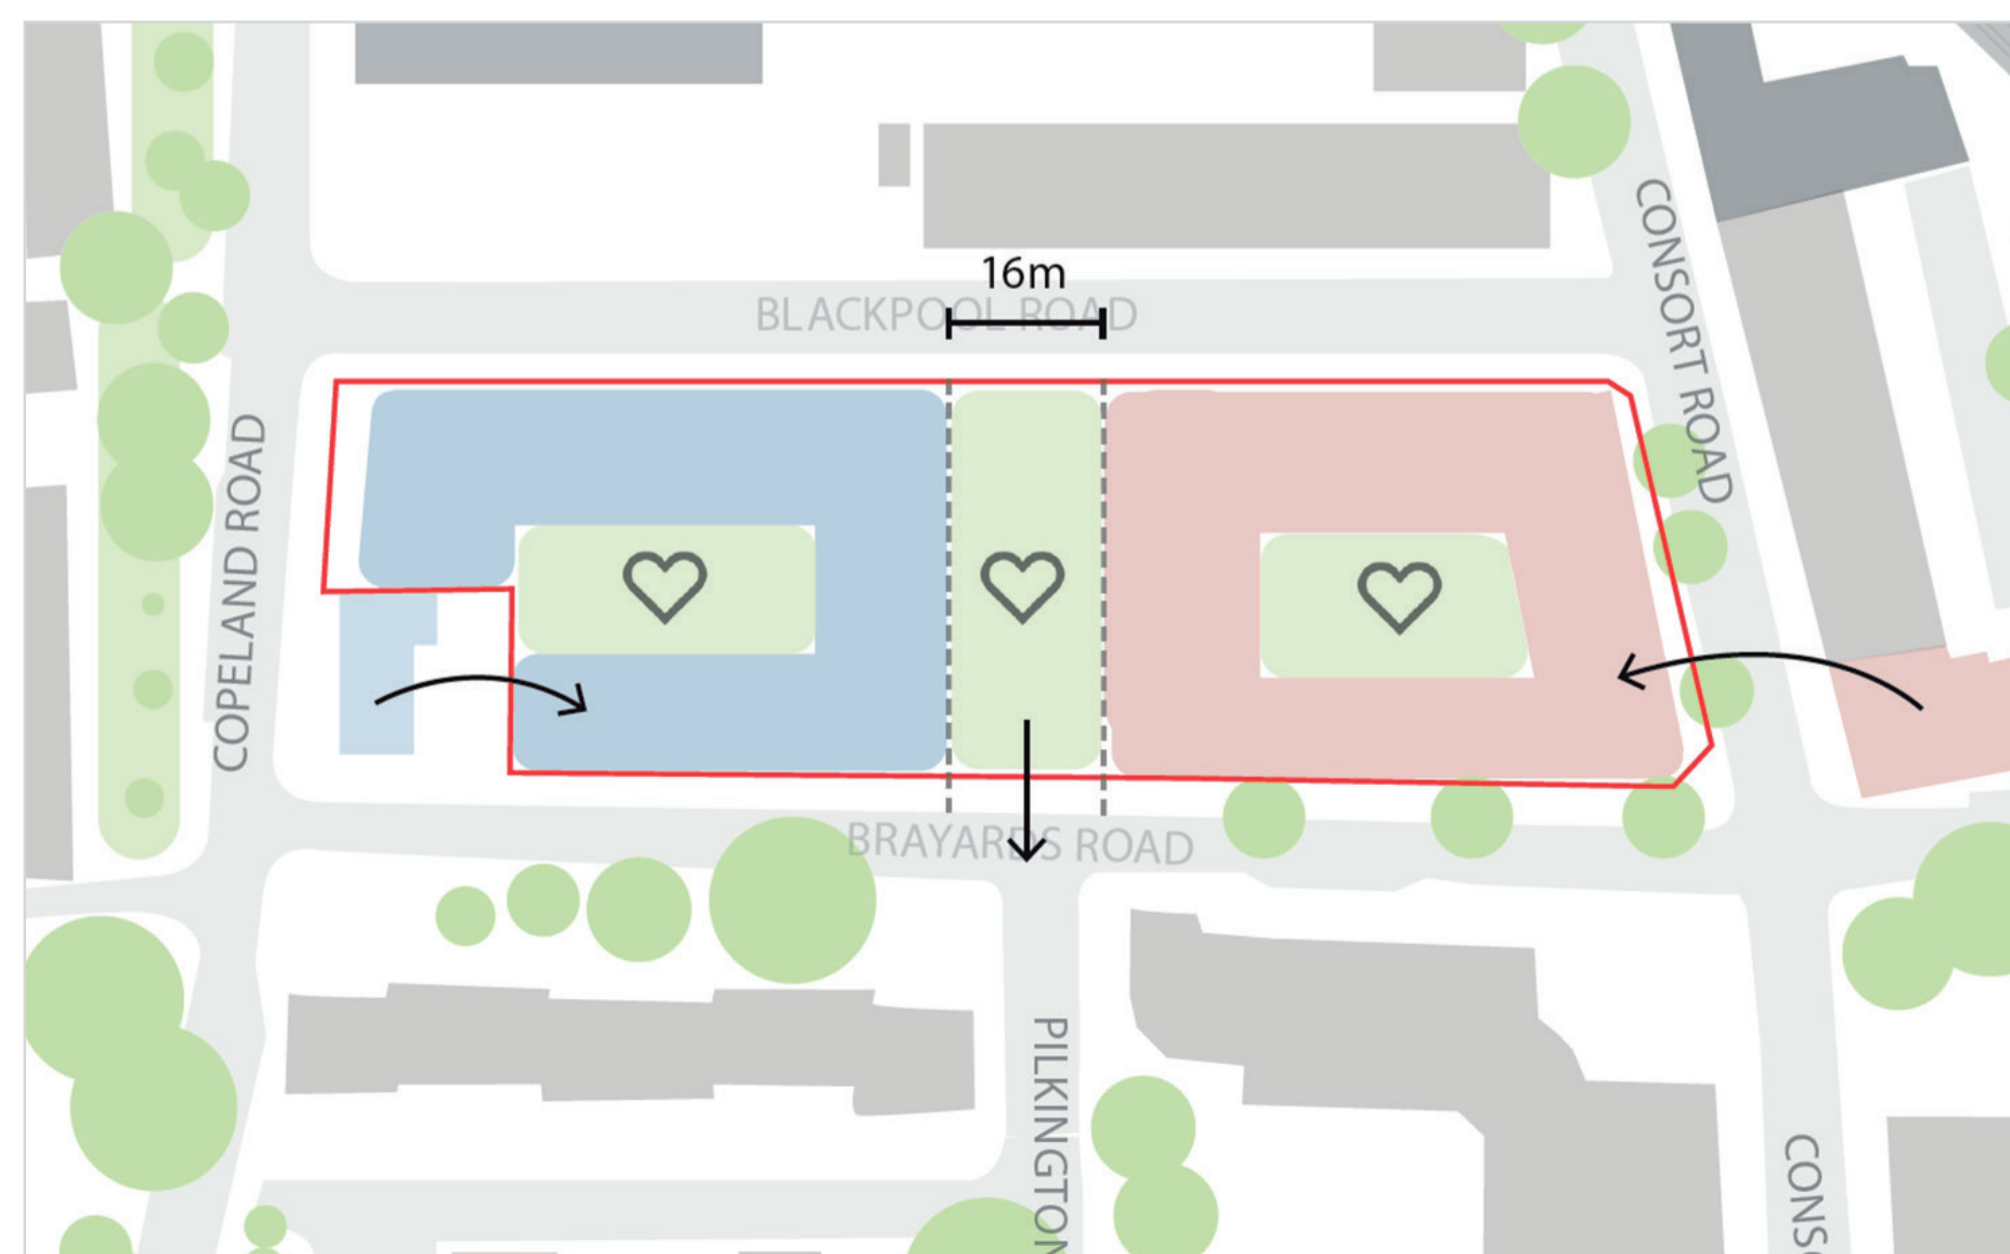 16m
BLACKPOOL ROAD
CONSORT ROAD
COPELAND ROAD
BRAYARDS ROAD
PILKINGTON
CONS